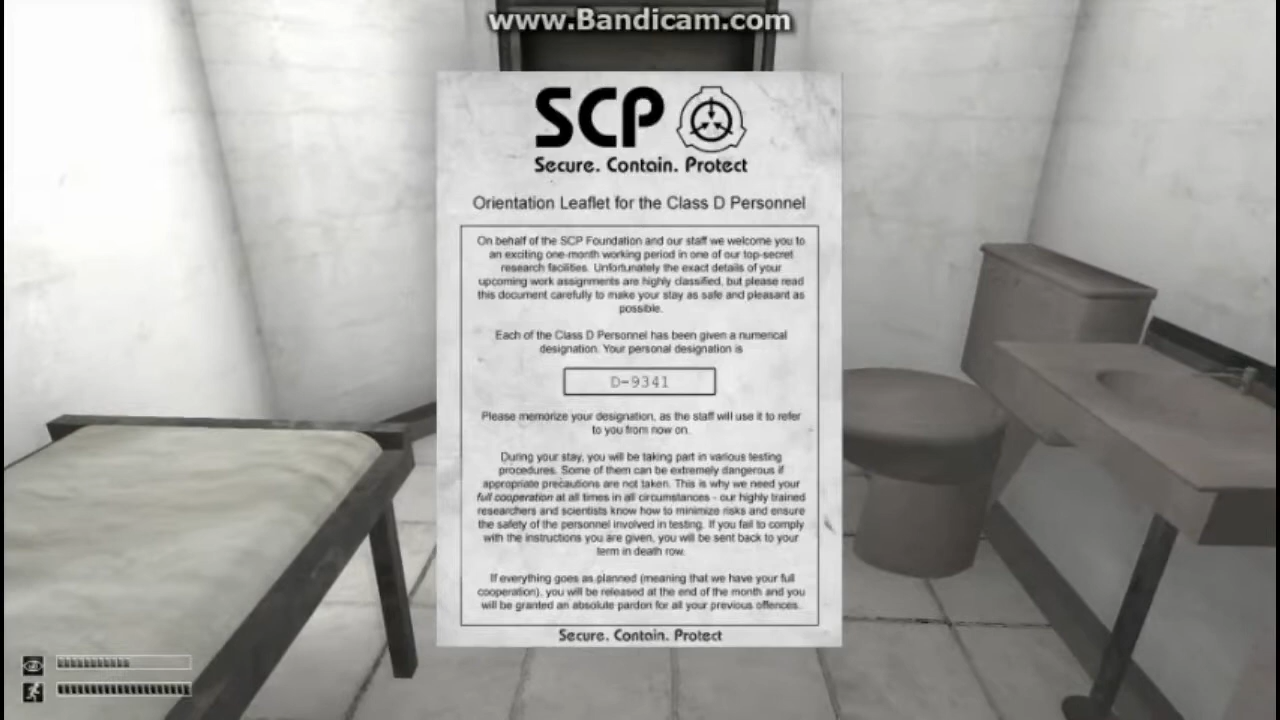 www.Bandicam.com
SCP
Secure. Contain. Protect
Orientation Leaflet for the Class D Personnel
On behalf of the SCP Foundation and our staff we welcome you to
an exciting one-month working period in one of our top-secret
research facilities. Unfortunately the exact details of your
upcoming work assignments are highly classified, but please read
this document carefully to make your stay as safe and pleasant as
possible.
Each of the Class D Personnel has been given a numerical
designation. Your personal designation is
D-9341
Please memorize your designation, as the staff will use it to refer
to you from now on.
During your stay, you will be taking part in various testing
procedures. Some of them can be extremely dangerous if
appropriate precautions are not taken. This is why we need your
full cooperation at all times in all circumstances - our highly trained
researchers and scientists know how to minimize risks and ensure
the safety of the personnel involved in testing. If you fail to comply
with the instructions you are given, you will be sent back to your
term in death row.
If everything goes as planned (meaning that we have your full
cooperation), you will be released at the end of the month and you
will be granted an absolute pardon for all your previous offences.
Secure. Contain. Protect